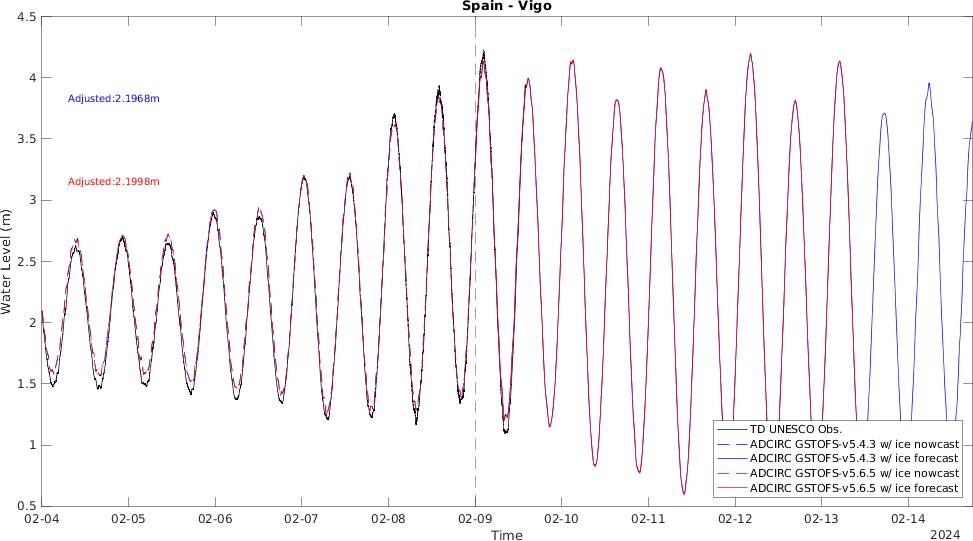 Spain - Vigo
4.5
4
3.5
3
2.5
2
1.5
1
0.5
Water Level (m)
Adjusted:2.1968m
Adjusted:2.1998m
TD UNESCO Obs.
ADCIRC GSTOFS-v5.4.3 w/ ice nowcast
ADCIRC GSTOFS-v5.4.3 w/ ice forecast
ADCIRC GSTOFS-v5.6.5 w/ ice nowcast
ADCIRC GSTOFS-v5.6.5 w/ ice forecast
02-04 02-05 02-06 02-07 02-08 02-09 02-10 02-11 02-12 02-13 02-14
Time
2024